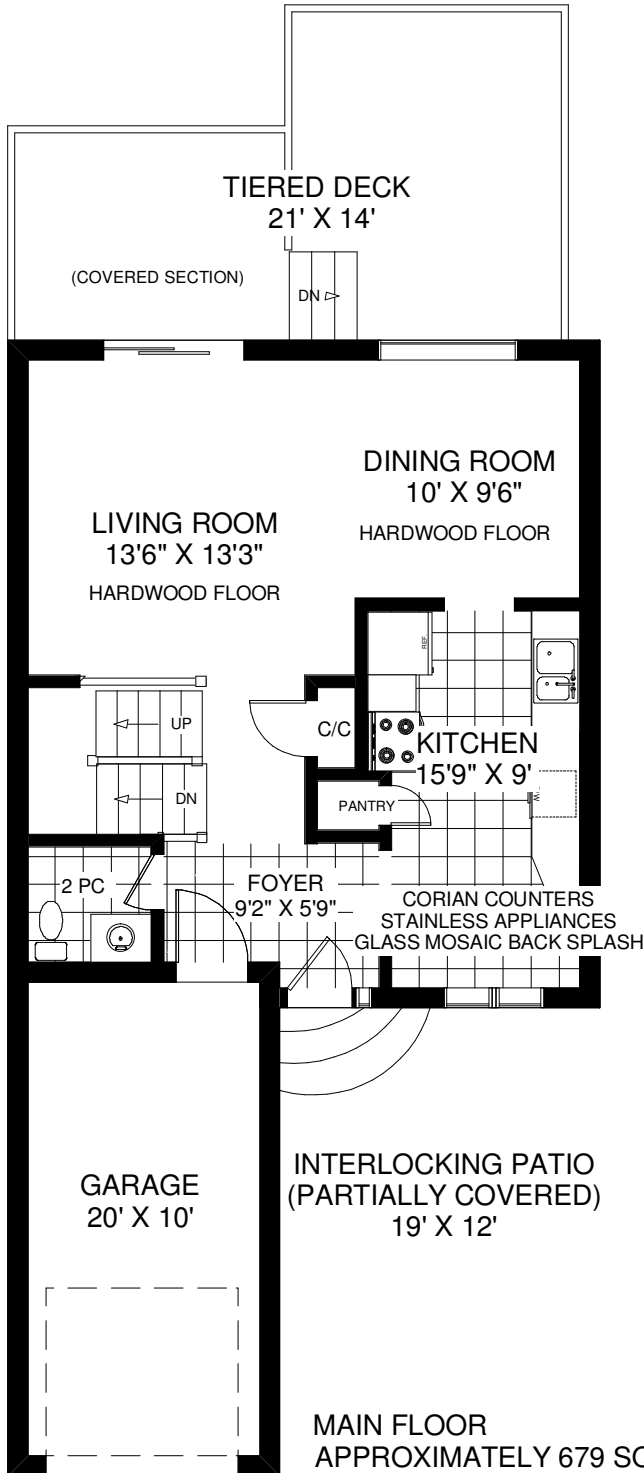 TIERED DECK
21' X 14'
(COVERED SECTION)
DN
DINING ROOM
10' X 9'6"
HARDWOOD FLOOR
LIVING ROOM
13'6" X 13'3"
HARDWOOD FLOOR
REF.
UP
C/C
KITCHEN
15'9" X 9'
DN
PANTRY
2 PC
FOYER
9'2" X 5'9"
CORIAN COUNTERS
STAINLESS APPLIANCES
GLASS MOSAIC BACK SPLASH
GARAGE
20' X 10'
INTERLOCKING PATIO
(PARTIALLY COVERED)
19' X 12'
MAIN FLOOR
APPROXIMATELY 679 SQ